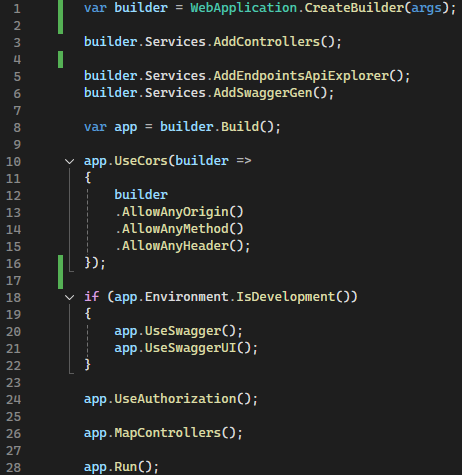 1 var builder = WebApplication.CreateBuilder(args);
2
3 builder.Services.AddControllers();
4
5 builder.Services.AddEndpointsApiExplorer();
6 builder.Services.AddSwaggerGen();
7
8 var app = builder.Build();
9
10 app.UseCors(builder =>
11 {
12     builder
13     .AllowAnyOrigin()
14     .AllowAnyMethod()
15     .AllowAnyHeader();
16 });
17
18 if (app.Environment.IsDevelopment())
19 {
20     app.UseSwagger();
21     app.UseSwaggerUI();
22 }
23
24 app.UseAuthorization();
25
26 app.MapControllers();
27
28 app.Run();